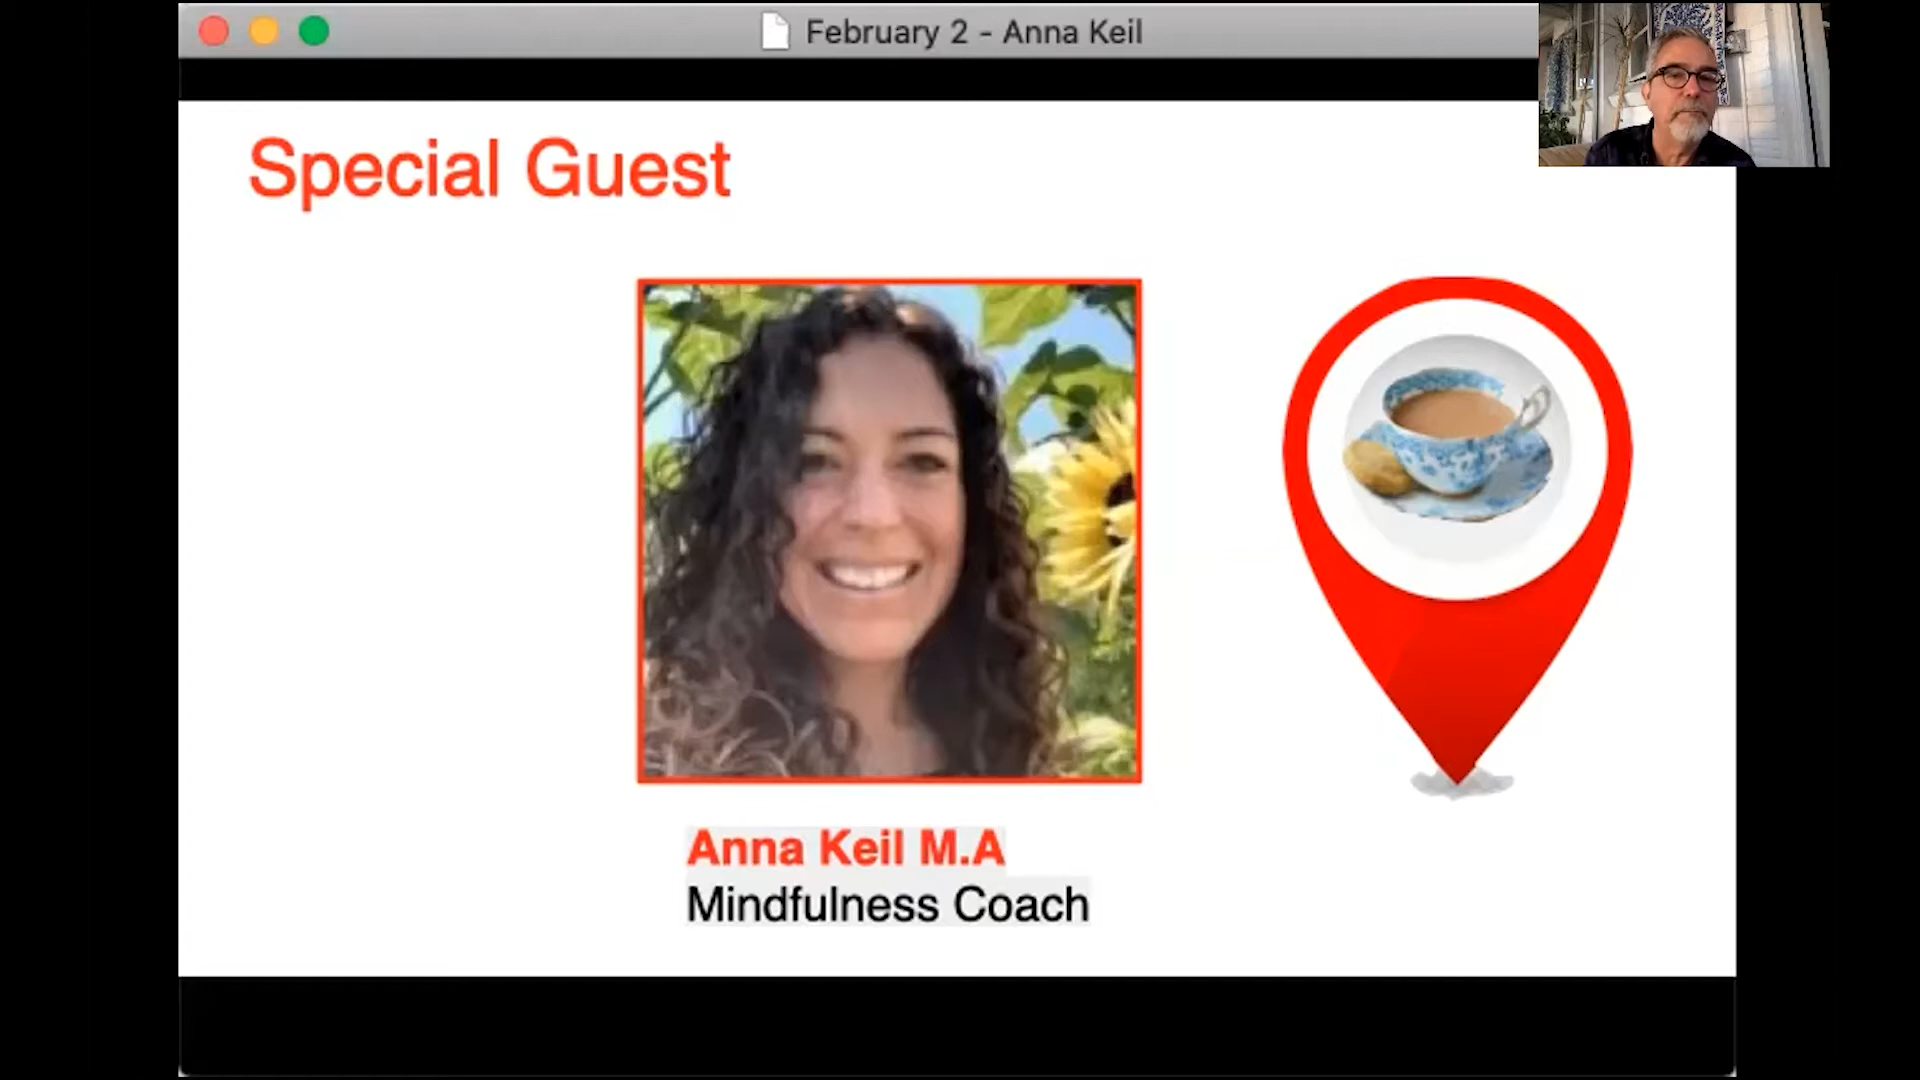 February 2 - Anna Keil
Special Guest
Anna Keil M.A
Mindfulness Coach